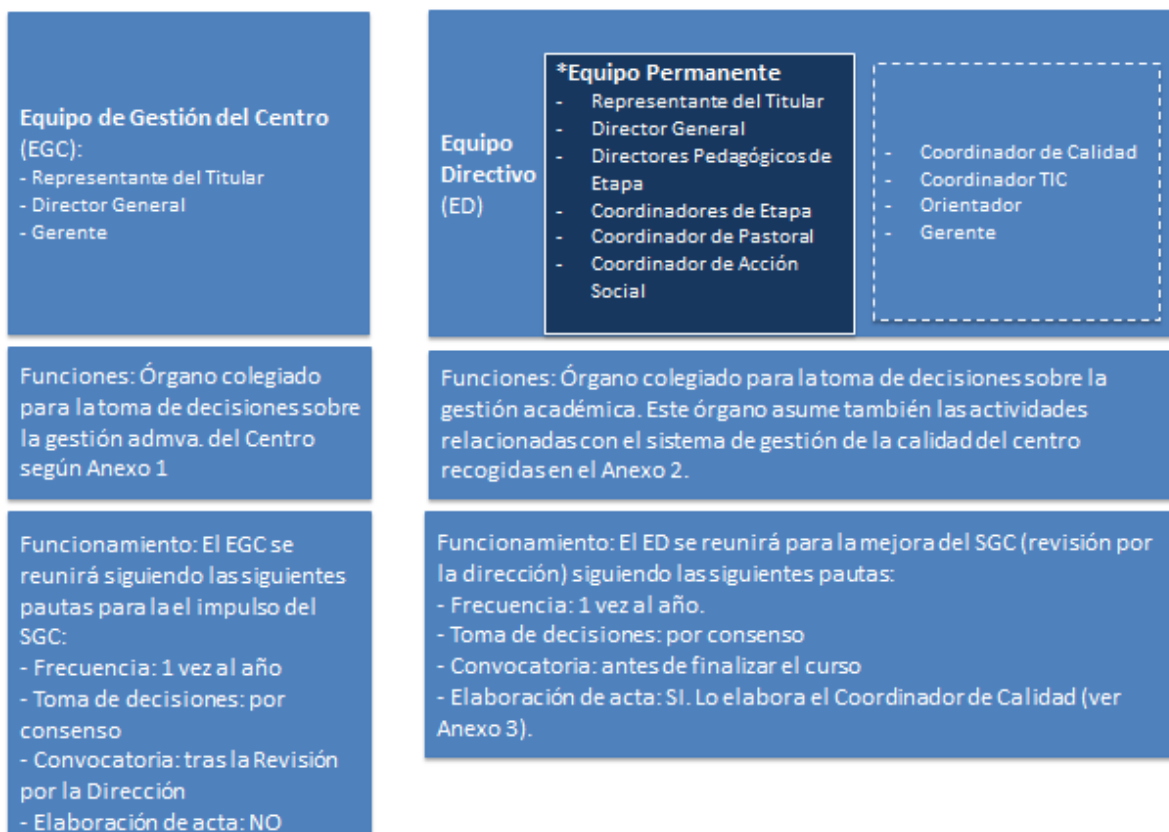 Equipo de Gestión del Centro
(EGC):
- Representante del Titular
- Director General
- Gerente
Equipo
Directivo
(ED)
*Equipo Permanente
- Representante del Titular
- Director General
- Directores Pedagógicos de
Etapa
- Coordinadores de Etapa
- Coordinador de Pastoral
- Coordinador de Acción
Social
- Coordinador de Calidad
- Coordinador TIC
- Orientador
- Gerente
Funciones: Órgano colegiado
para la toma de decisiones sobre
la gestión admva. del Centro
según Anexo 1
Funciones: Órgano colegiado para la toma de decisiones sobre la
gestión académica. Este órgano asume también las actividades
relacionadas con el sistema de gestión de la calidad del centro
recogidas en el Anexo 2.
Funcionamiento: El EGC se
reunirá siguiendo las siguientes
pautas para la el impulso del
SGC:
- Frecuencia: 1 vez al año
- Toma de decisiones: por
consenso
- Convocatoria: tras la Revisión
por la Dirección
- Elaboración de acta: NO
Funcionamiento: El ED se reunirá para la mejora del SGC (revisión por
la dirección) siguiendo las siguientes pautas:
- Frecuencia: 1 vez al año.
- Toma de decisiones: por consenso
- Convocatoria: antes de finalizar el curso
- Elaboración de acta: SI. Lo elabora el Coordinador de Calidad (ver
Anexo 3).